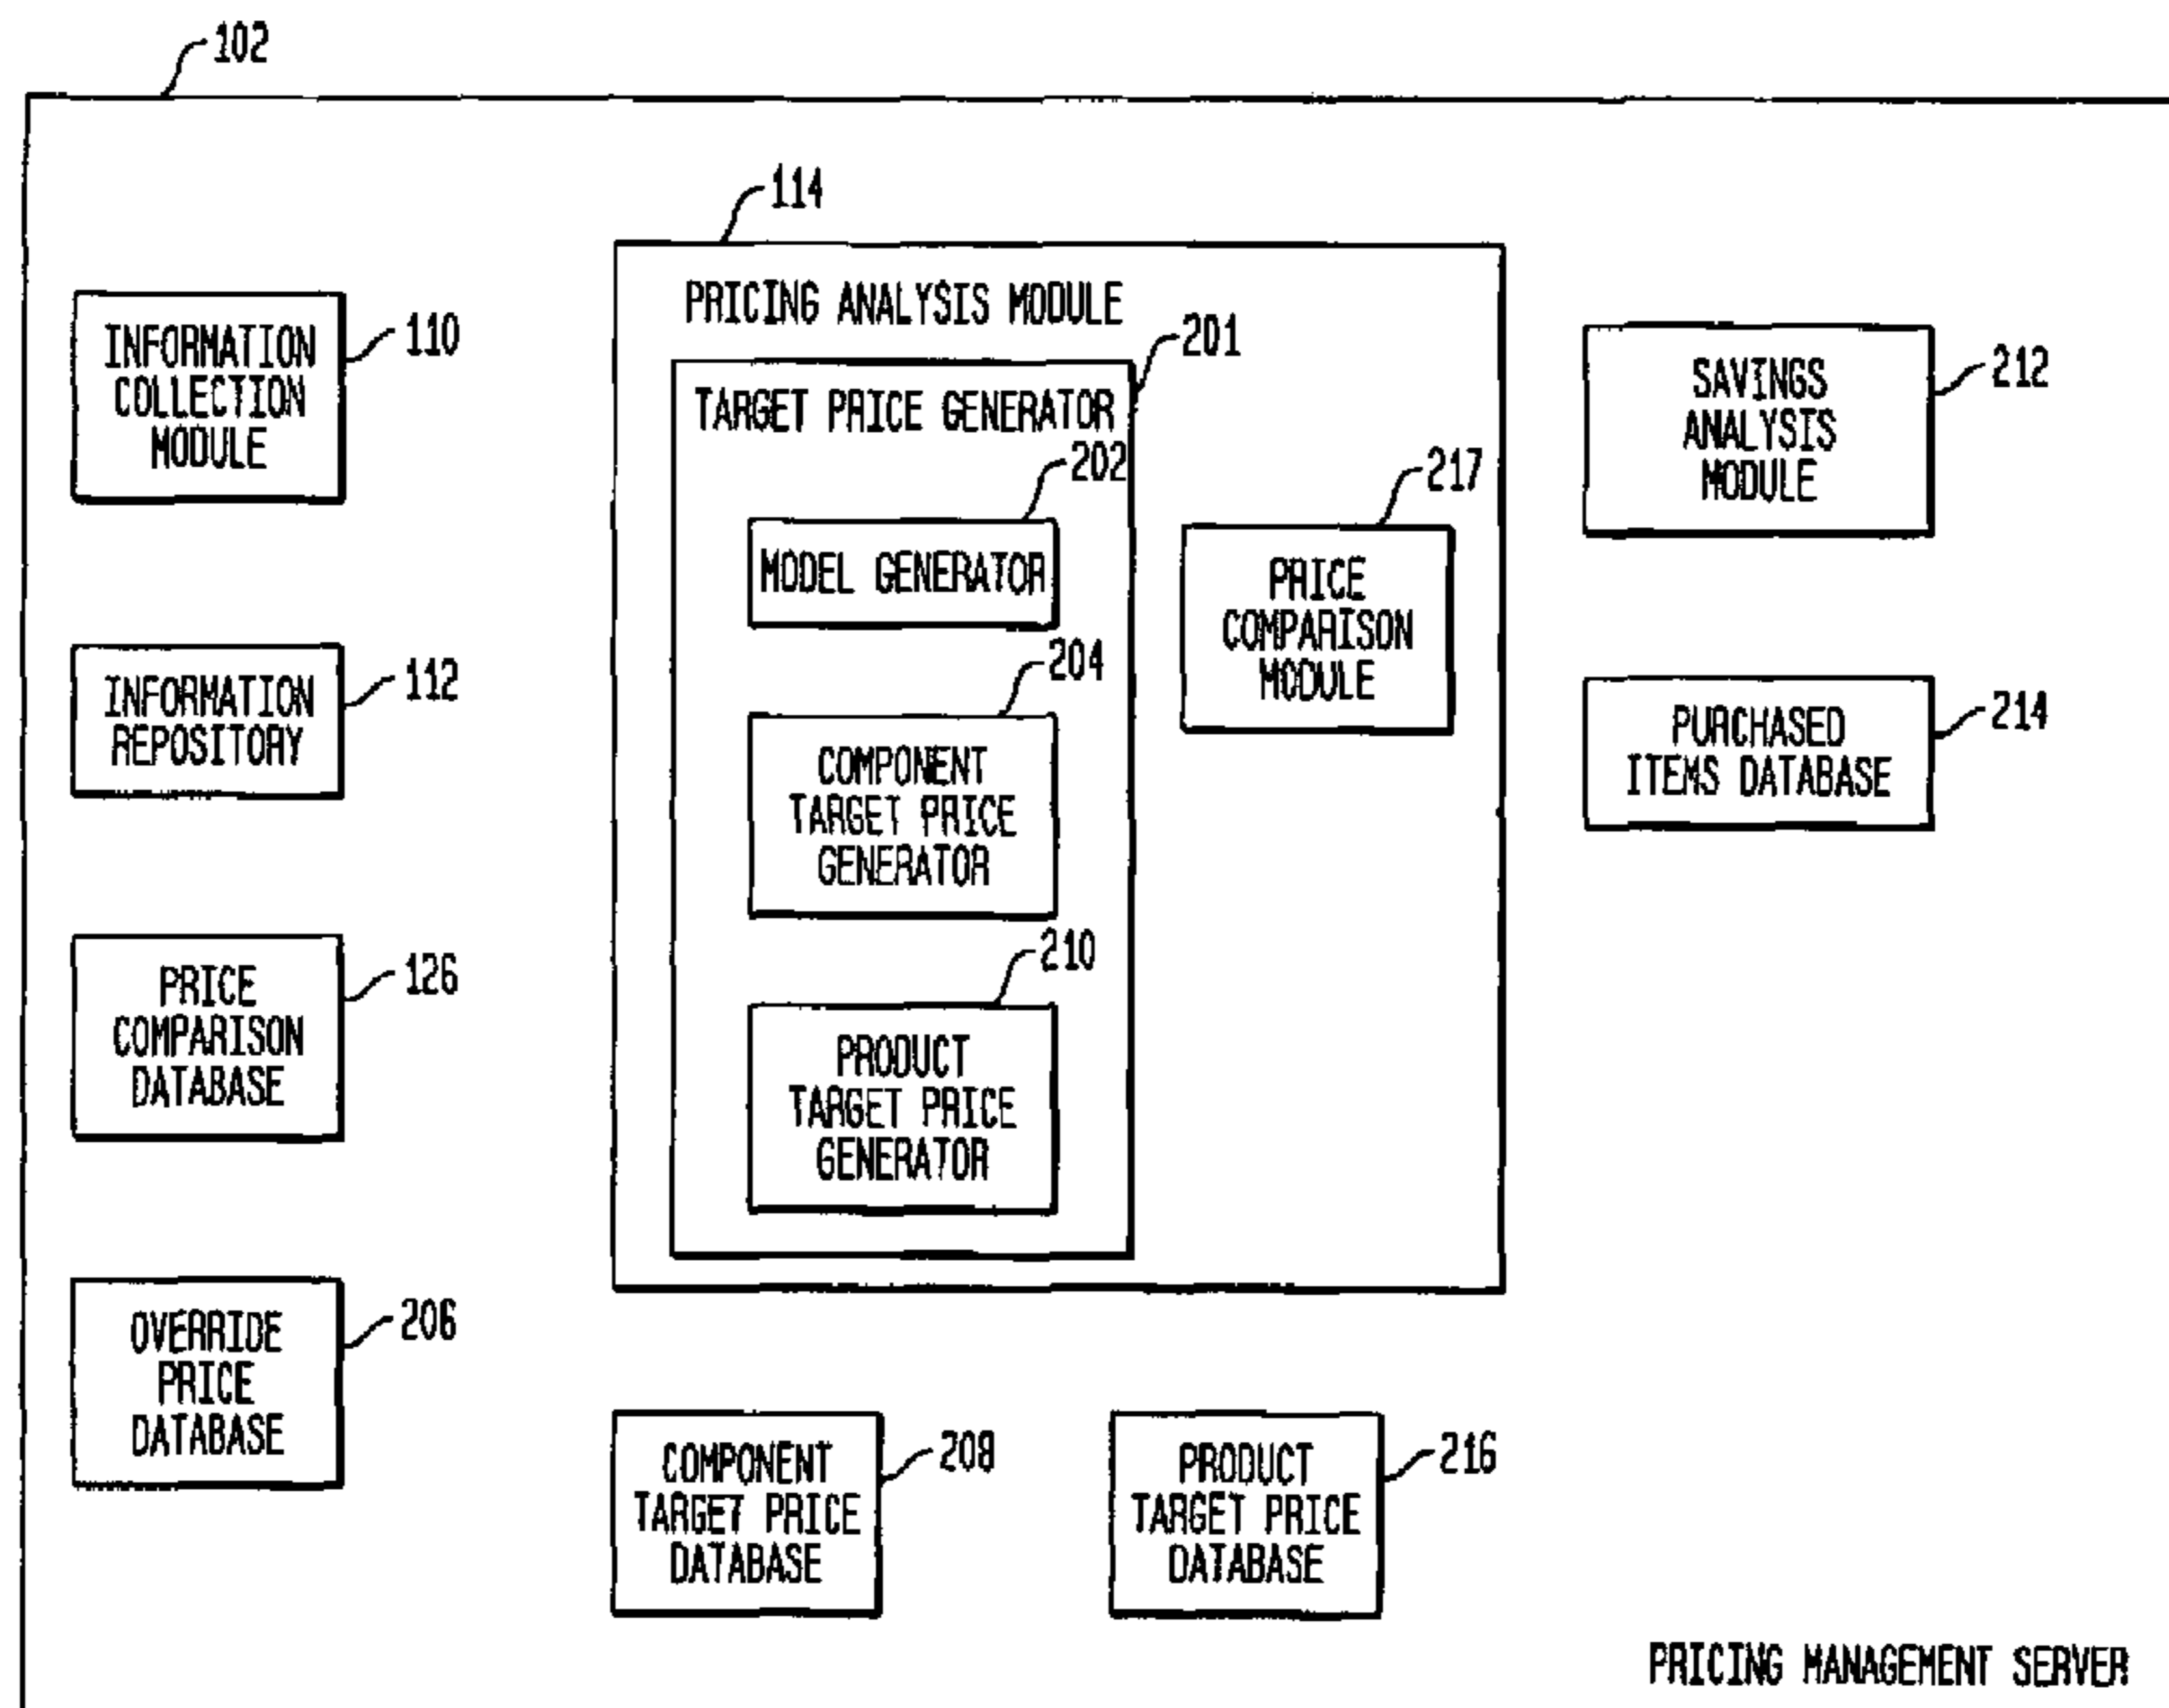 102
114
PRICING ANALYSIS MODULE
INFORMATION
COLLECTION
MODULE
110
201
TARGET PRICE GENERATOR
202
MODEL GENERATOR
217
PRICE
COMPARISON
MODULE
SAVINGS
ANALYSIS
MODULE
212
INFORMATION
REPOSITORY
112
204
COMPONENT
TARGET PRICE
GENERATOR
PURCHASED
ITEMS DATABASE
214
PRICE
COMPARISON
DATABASE
126
210
PRODUCT
TARGET PRICE
GENERATOR
OVERRIDE
PRICE
DATABASE
206
COMPONENT
TARGET PRICE
DATABASE
208
PRODUCT
TARGET PRICE
DATABASE
216
PRICING MANAGEMENT SERVER